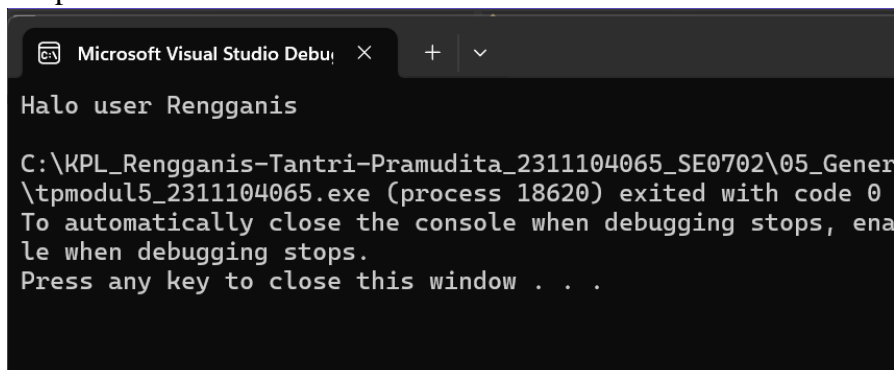 Microsoft Visual Studio Debu
Halo user Rengganis
C:\KPL_Rengganis-Tantri-Pramudita_2311104065_SE0702\05_Gener
\tpmodul5_2311104065.exe (process 18620) exited with code 0
To automatically close the console when debugging stops, ena
le when debugging stops.
Press any key to close this window . . .